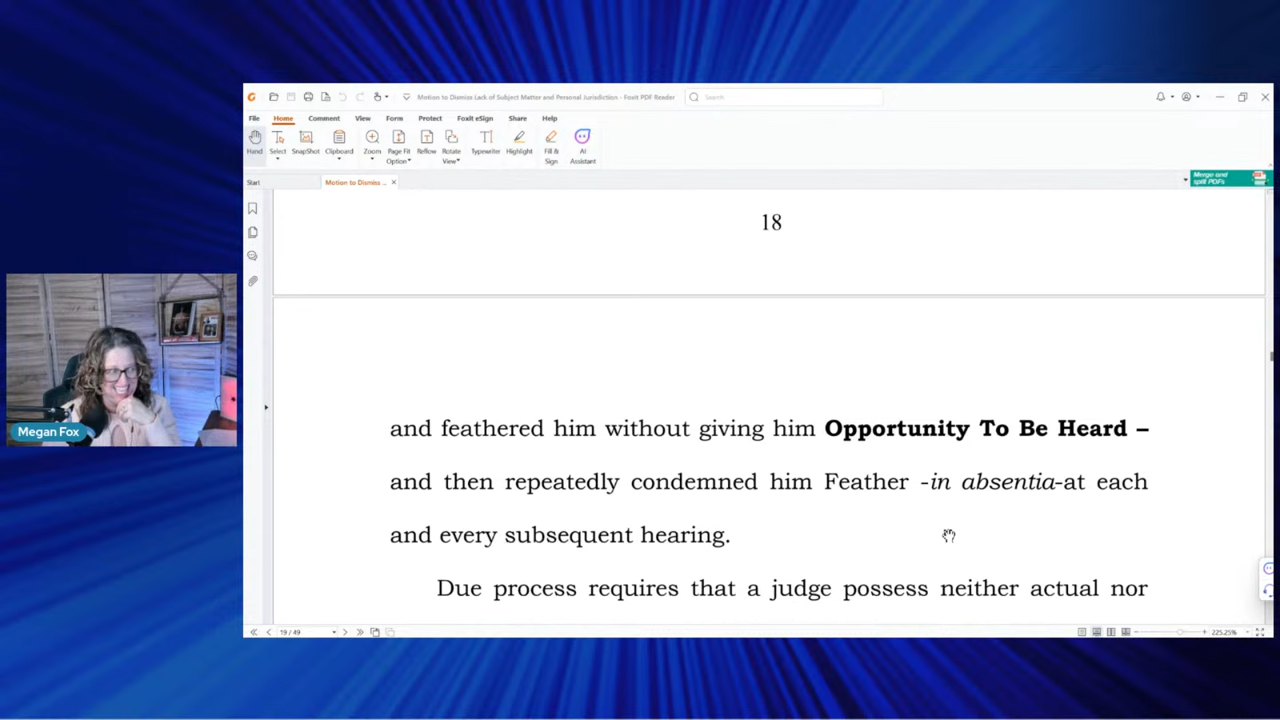 Motion to Dismiss Lack of Subject Matter and Personal Jurisdiction - Foxit PDF Reader
Search
File Home Comment View Form Protect Foxit eSign Share Help
Hand Select SnapShot Clipboard Zoom Page Fit Option Reflow Rotate View Typewriter Highlight Fill & Sign AI Assistant
Start Motion to Dismiss ... Merge and split PDFs
18
and feathered him without giving him Opportunity To Be Heard –
and then repeatedly condemned him Feather -in absentia-at each
and every subsequent hearing.
Due process requires that a judge possess neither actual nor
Megan Fox
19 / 49 225.25%